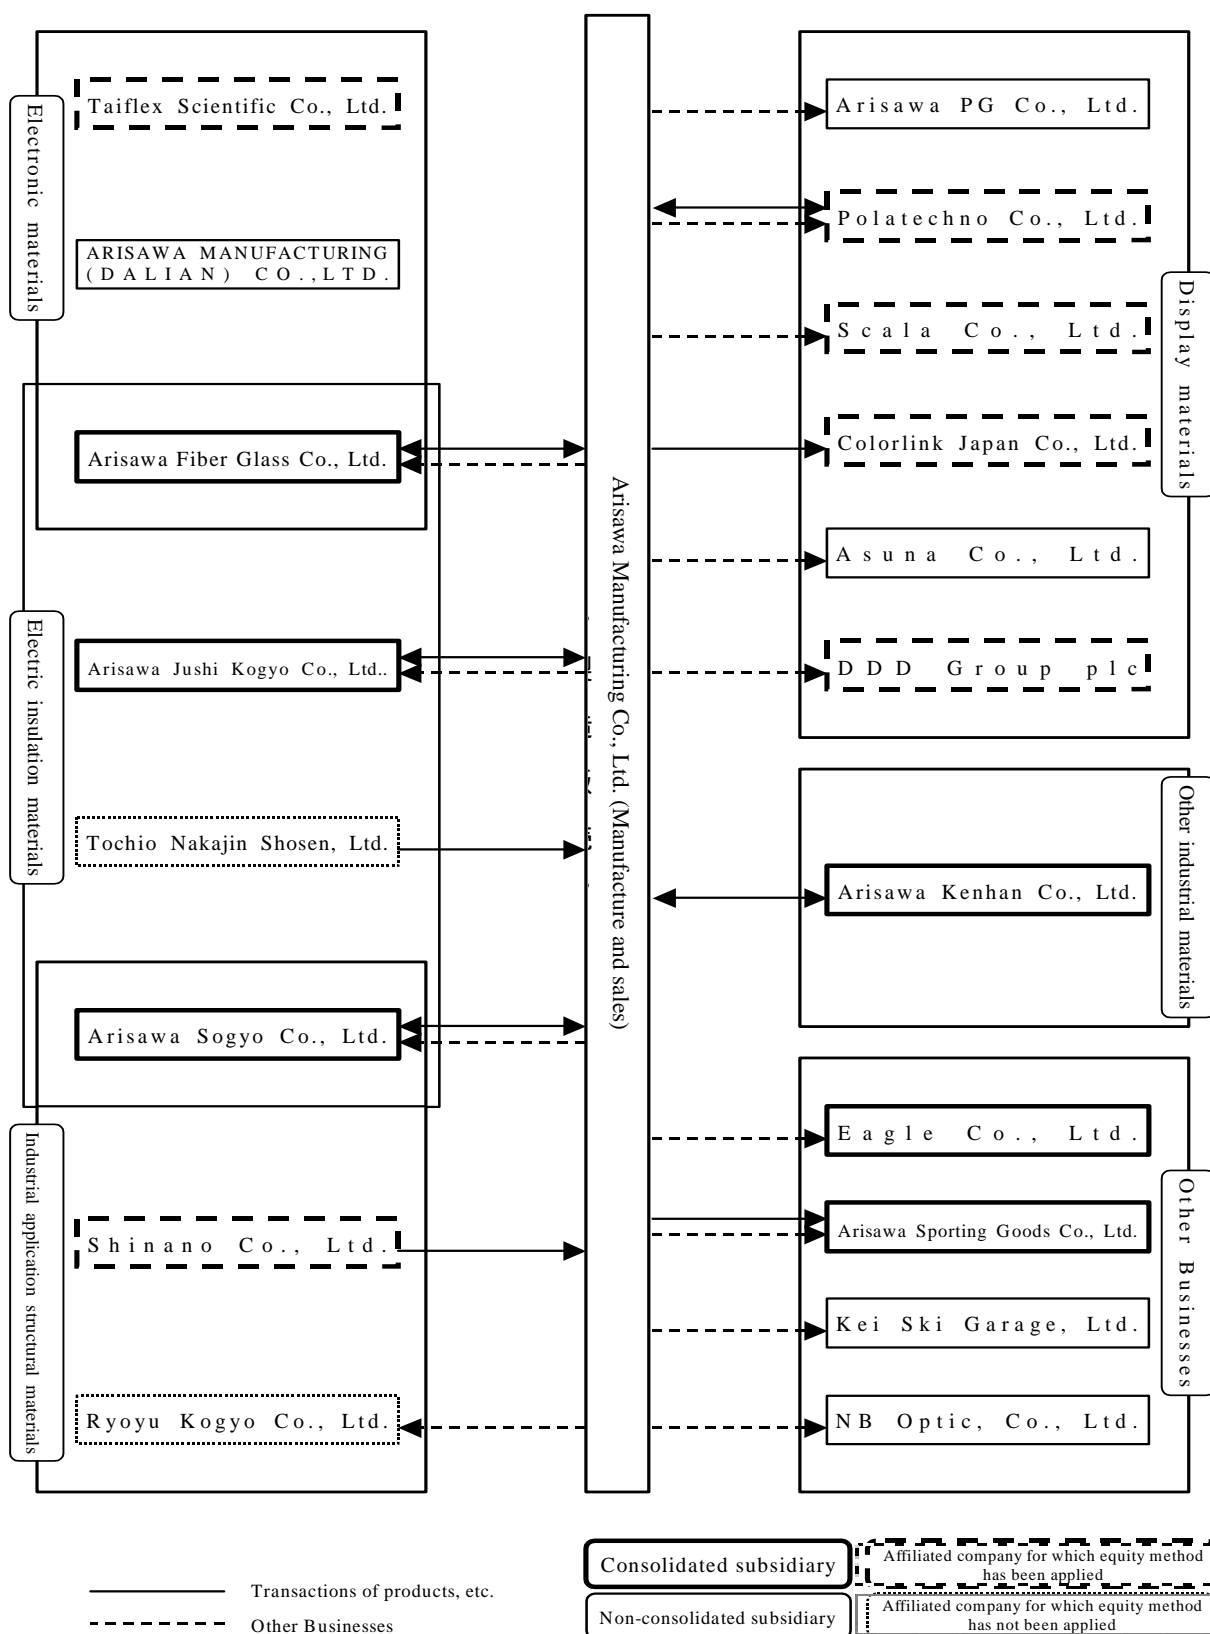 Electronic materials
Taiflex Scientific Co., Ltd.
ARISAWA MANUFACTURING
(DALIAN) CO.,LTD.
Arisawa Fiber Glass Co., Ltd.
Electric insulation materials
Arisawa Jushi Kogyo Co., Ltd..
Tochio Nakajin Shosen, Ltd.
Arisawa Sogyo Co., Ltd.
Industrial application structural materials
Shinano Co., Ltd.
Ryoyu Kogyo Co., Ltd.
Arisawa Manufacturing Co., Ltd. (Manufacture and sales)
Arisawa PG Co., Ltd.
Polatechno Co., Ltd.
Scala Co., Ltd.
Colorlink Japan Co., Ltd.
Asuna Co., Ltd.
DDD Group plc
Display materials
Arisawa Kenhan Co., Ltd.
Other industrial materials
Eagle Co., Ltd.
Arisawa Sporting Goods Co., Ltd.
Kei Ski Garage, Ltd.
NB Optic, Co., Ltd.
Other Businesses
Transactions of products, etc.
Other Businesses
Consolidated subsidiary
Affiliated company for which equity method
has been applied
Non-consolidated subsidiary
Affiliated company for which equity method
has not been applied